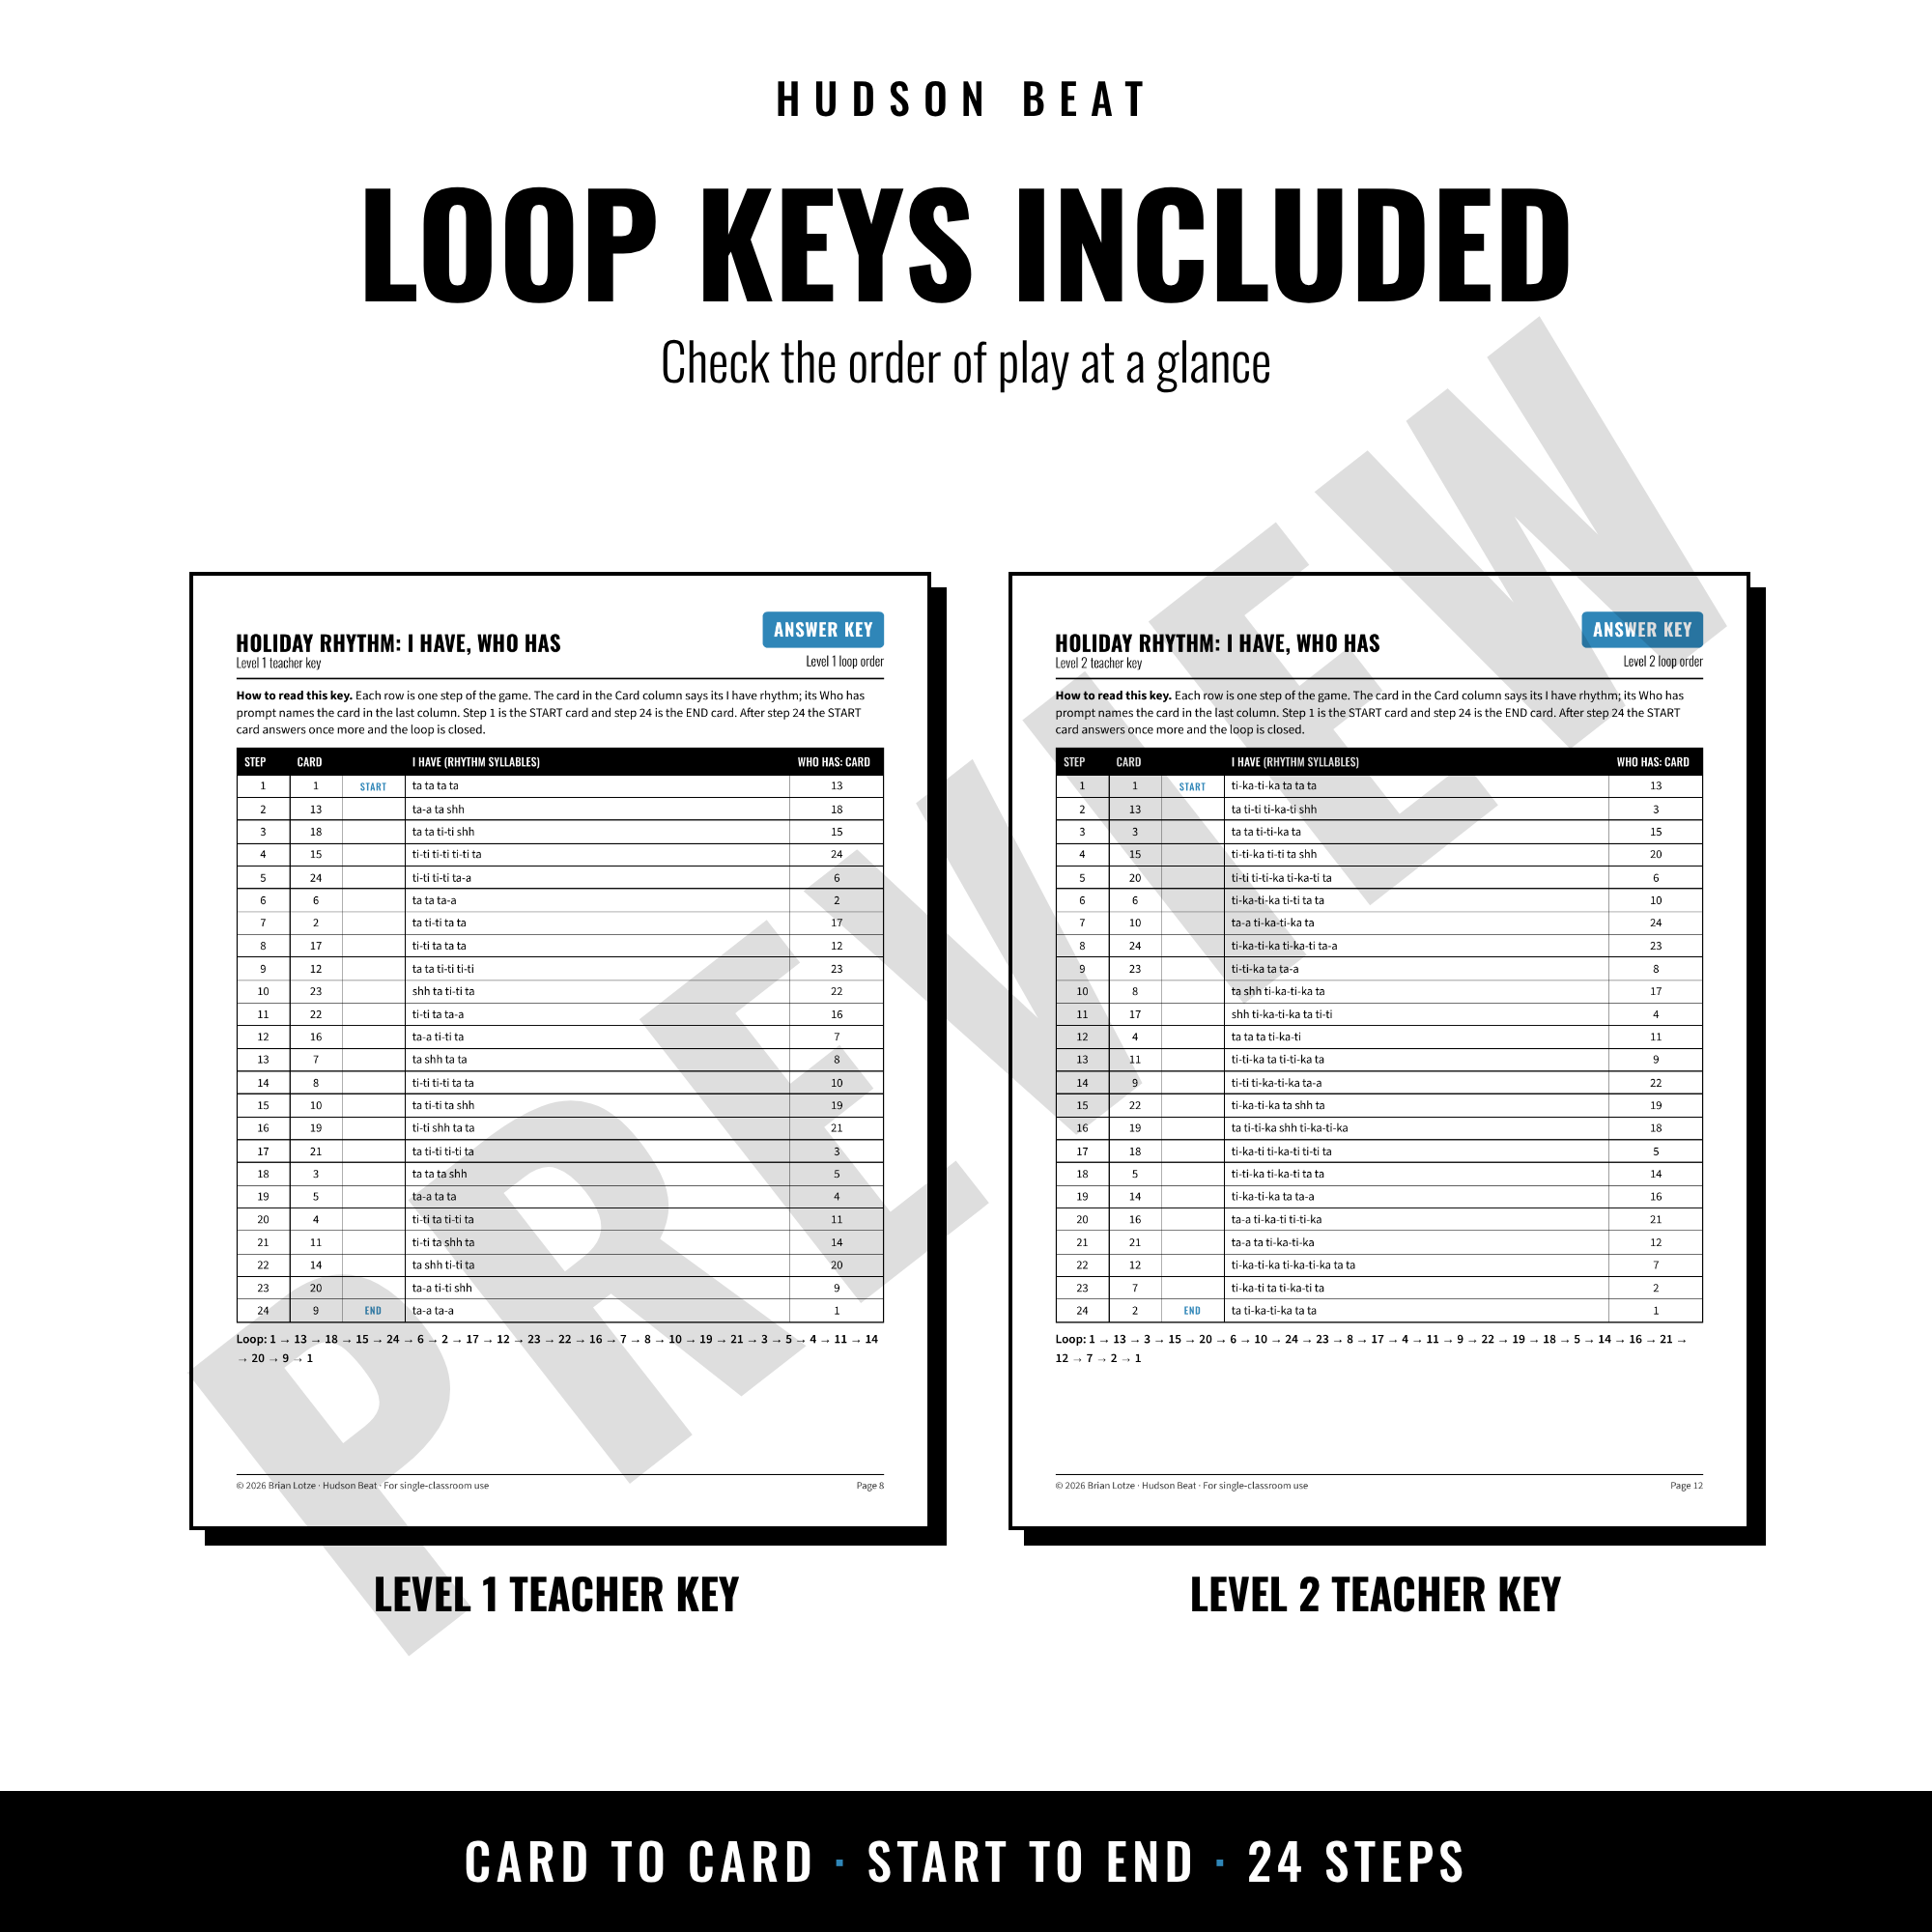 HUDSON BEAT
LOOP KEYS INCLUDED
Check the order of play at a glance
PREVIEW
HOLIDAY RHYTHM: I HAVE, WHO HAS
ANSWER KEY
Level 1 teacher key
Level 1 loop order
How to read this key. Each row is one step of the game. The card in the Card column says its I have rhythm; its Who has
prompt names the card in the last column. Step 1 is the START card and step 24 is the END card. After step 24 the START
card answers once more and the loop is closed.
STEP CARD I HAVE (RHYTHM SYLLABLES) WHO HAS: CARD
1 1 START ta ta ta ta 13
2 13 ta-a ta shh 18
3 18 ta ta ti-ti shh 15
4 15 ti-ti ti-ti ti-ti ta 24
5 24 ti-ti ti-ti ta-a 6
6 6 ta ta ta-a 2
7 2 ta ti-ti ta ta 17
8 17 ti-ti ta ta ta 12
9 12 ta ta ti-ti ti-ti 23
10 23 shh ta ti-ti ta 22
11 22 ti-ti ta ta-a 16
12 16 ta-a ti-ti ta 7
13 7 ta shh ta ta 8
14 8 ti-ti ti-ti ta ta 10
15 10 ta ti-ti ta shh 19
16 19 ti-ti shh ta ta 21
17 21 ta ti-ti ti-ti ta 3
18 3 ta ta ta shh 5
19 5 ta-a ta ta 4
20 4 ti-ti ta ti-ti ta 11
21 11 ti-ti ta shh ta 14
22 14 ta shh ti-ti ta 20
23 20 ta-a ti-ti shh 9
24 9 END ta-a ta-a 1
Loop: 1 → 13 → 18 → 15 → 24 → 6 → 2 → 17 → 12 → 23 → 22 → 16 → 7 → 8 → 10 → 19 → 21 → 3 → 5 → 4 → 11 → 14
→ 20 → 9 → 1
© 2026 Brian Lotze · Hudson Beat · For single-classroom use
Page 8
LEVEL 1 TEACHER KEY
HOLIDAY RHYTHM: I HAVE, WHO HAS
ANSWER KEY
Level 2 teacher key
Level 2 loop order
How to read this key. Each row is one step of the game. The card in the Card column says its I have rhythm; its Who has
prompt names the card in the last column. Step 1 is the START card and step 24 is the END card. After step 24 the START
card answers once more and the loop is closed.
STEP CARD I HAVE (RHYTHM SYLLABLES) WHO HAS: CARD
1 1 START ti-ka-ti-ka ta ta ta 13
2 13 ta ti-ti ti-ka-ti shh 3
3 3 ta ta ti-ti-ka ta 15
4 15 ti-ti-ka ti-ti ta shh 20
5 20 ti-ti ti-ti-ka ti-ka-ti ta 6
6 6 ti-ka-ti-ka ti-ti ta ta 10
7 10 ta-a ti-ka-ti-ka ta 24
8 24 ti-ka-ti-ka ti-ka-ti ta-a 23
9 23 ti-ti-ka ta ta-a 8
10 8 ta shh ti-ka-ti-ka ta 17
11 17 shh ti-ka-ti-ka ta ti-ti 4
12 4 ta ta ta ti-ka-ti 11
13 11 ti-ti-ka ta ti-ti-ka ta 9
14 9 ti-ti ti-ka-ti-ka ta-a 22
15 22 ti-ka-ti-ka ta shh ta 19
16 19 ta ti-ti-ka shh ti-ka-ti-ka 18
17 18 ti-ka-ti ti-ka-ti ti-ti ta 5
18 5 ti-ti-ka ti-ka-ti ta ta 14
19 14 ti-ka-ti-ka ta ta-a 16
20 16 ta-a ti-ka-ti ti-ti-ka 21
21 21 ta-a ta ti-ka-ti-ka 12
22 12 ti-ka-ti-ka ti-ka-ti-ka ta ta 7
23 7 ti-ka-ti ta ti-ka-ti ta 2
24 2 END ta ti-ka-ti-ka ta ta 1
Loop: 1 → 13 → 3 → 15 → 20 → 6 → 10 → 24 → 23 → 8 → 17 → 4 → 11 → 9 → 22 → 19 → 18 → 5 → 14 → 16 → 21 →
12 → 7 → 2 → 1
© 2026 Brian Lotze · Hudson Beat · For single-classroom use
Page 12
LEVEL 2 TEACHER KEY
CARD TO CARD · START TO END · 24 STEPS